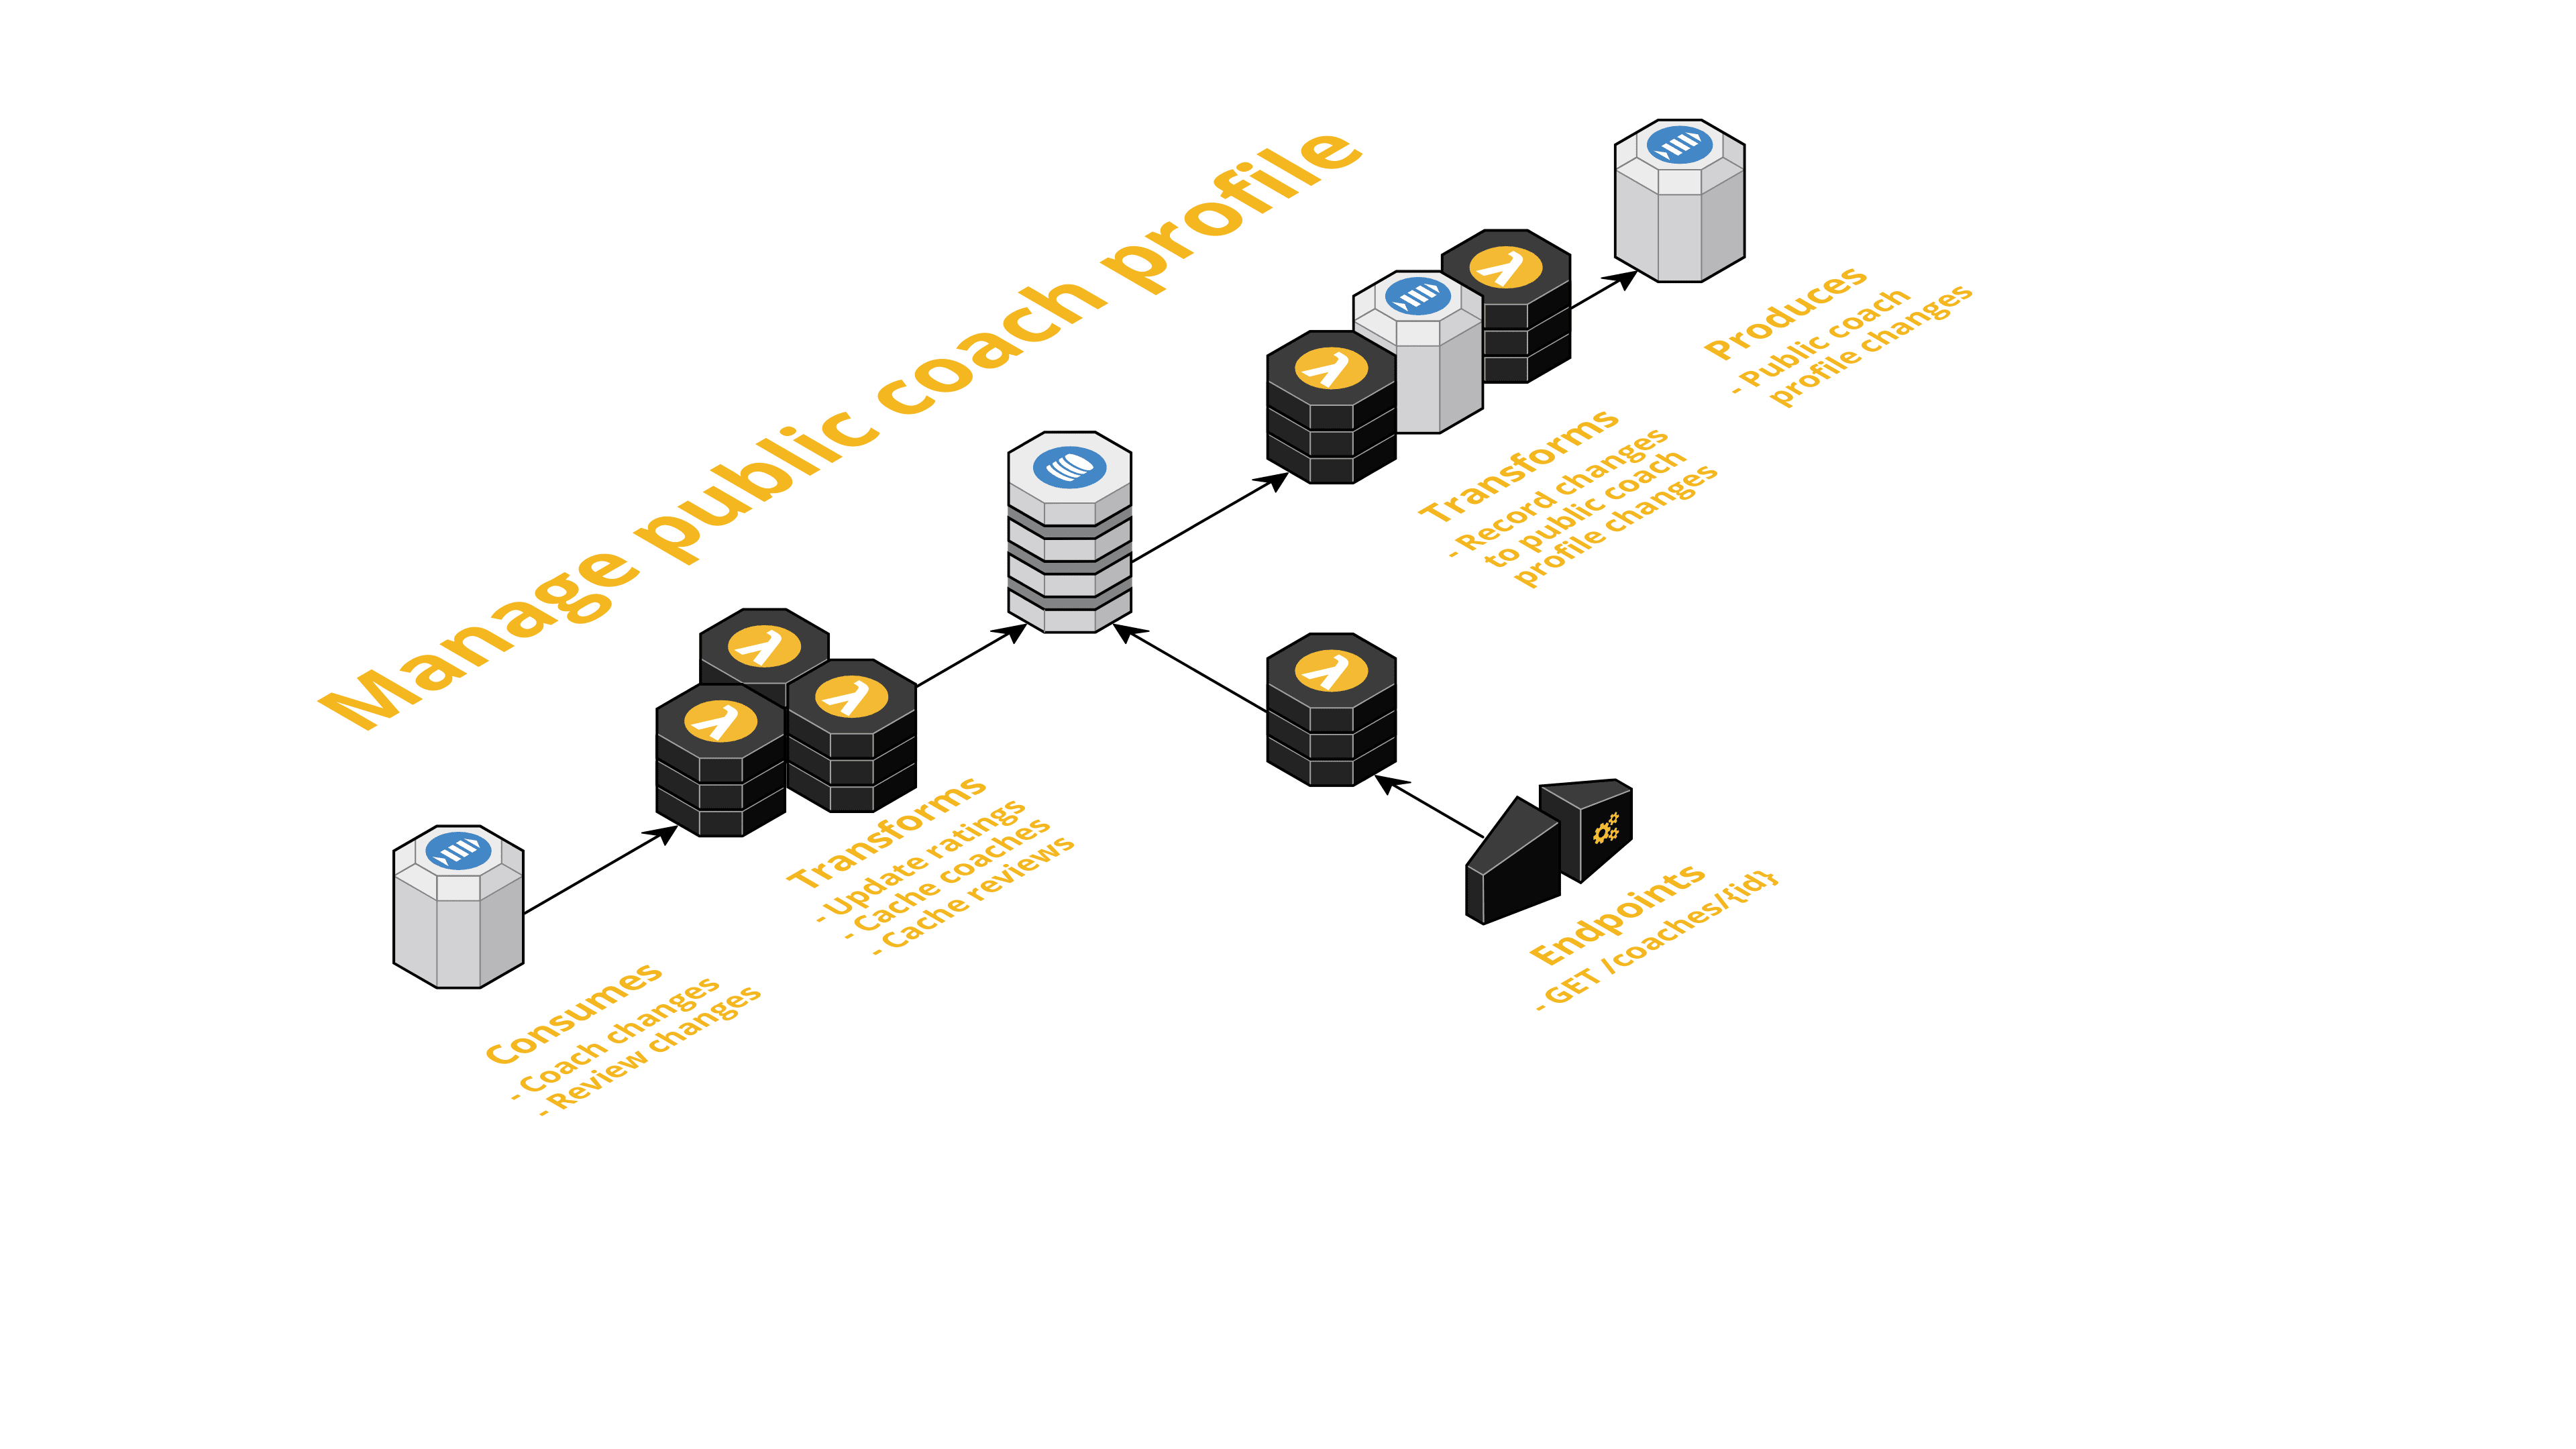 Manage public coach profile
Produces
- Public coach
profile changes
Transforms
- Record changes
to public coach
profile changes
Transforms
- Update ratings
- Cache coaches
- Cache reviews
Endpoints
- GET /coaches/{id}
Consumes
- Coach changes
- Review changes